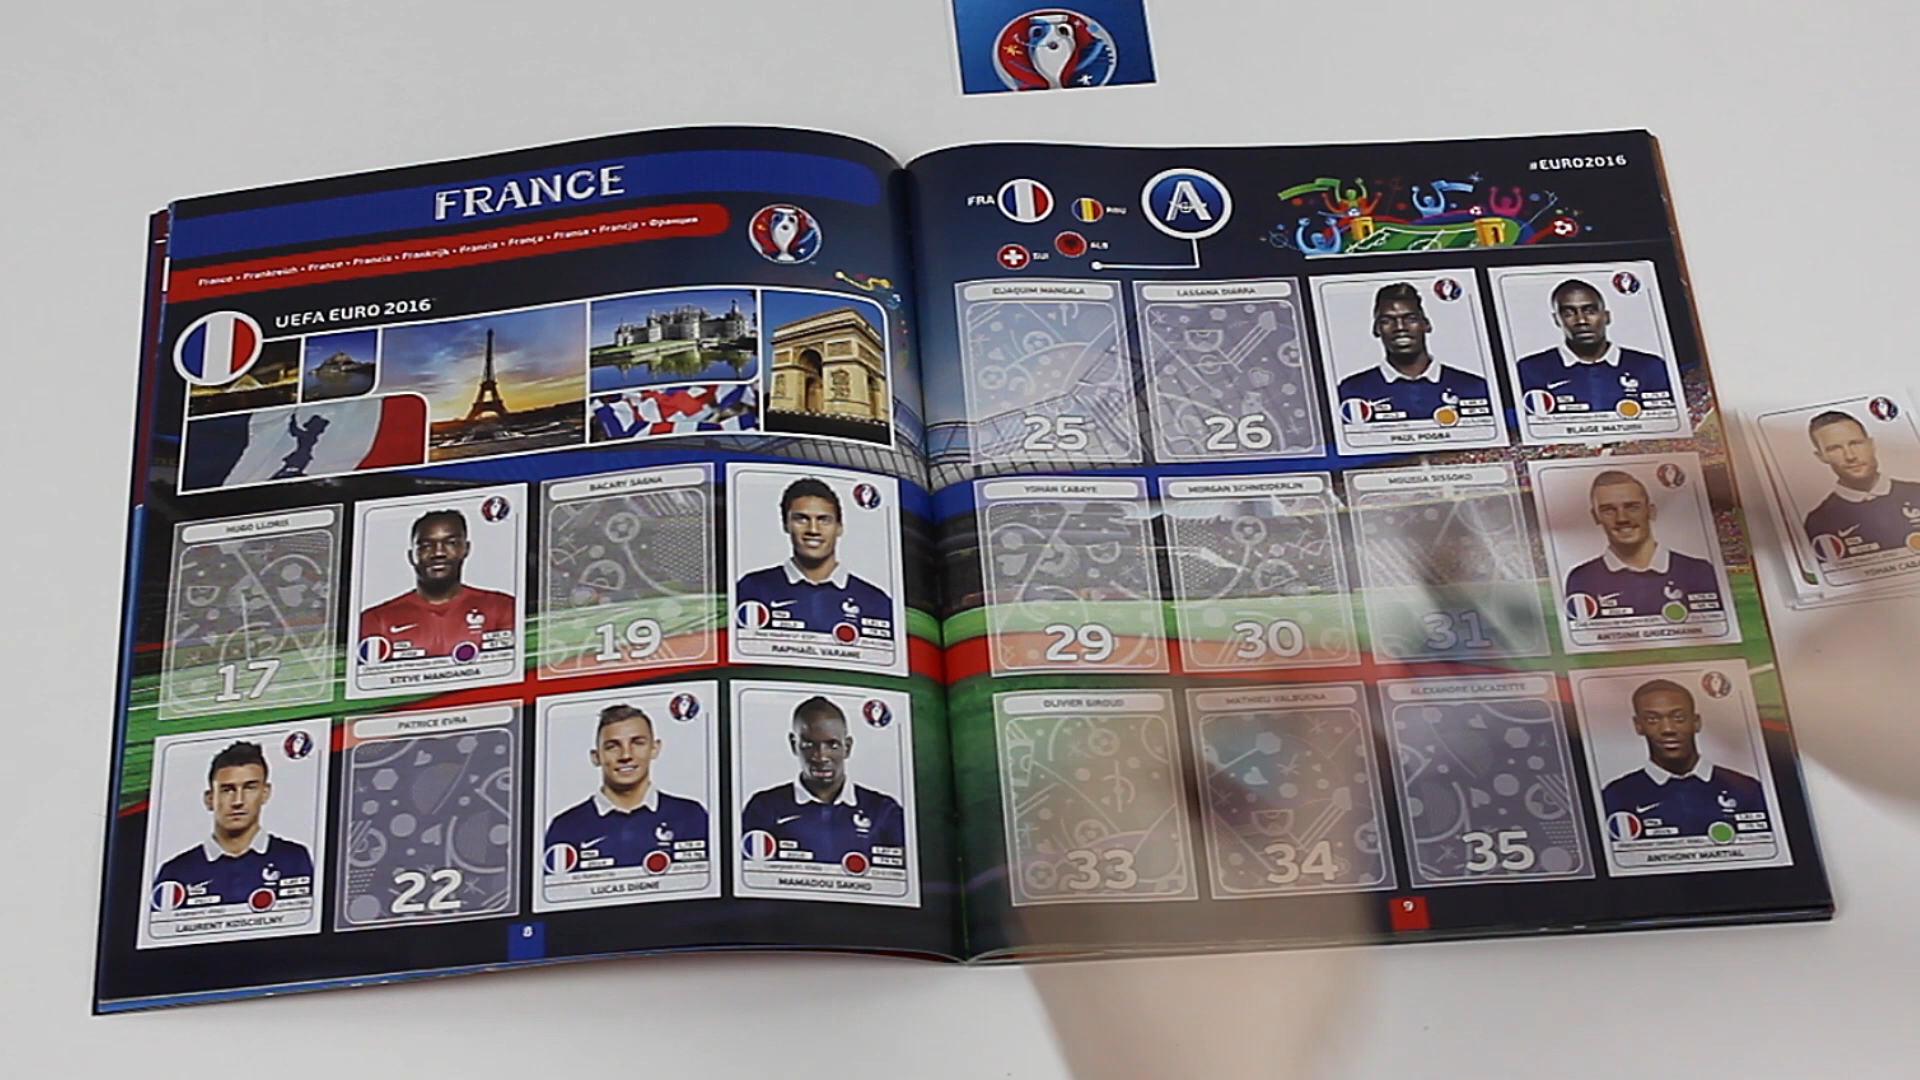 FRANCE
France • Frankreich • France • Francia • Frankrijk • Francia • França • Fransa • Francja • Франция
UEFA EURO 2016
HUGO LLORIS
17
STEVE MANDANDA
BACARY SAGNA
19
RAPHAËL VARANE
LAURENT KOSCIELNY
PATRICE EVRA
22
LUCAS DIGNE
MAMADOU SAKHO
8
#EURO2016
FRA
ROU
A
SUI
ALB
ELIAQUIM MANGALA
25
LASSANA DIARRA
26
PAUL POGBA
BLAISE MATUIDI
YOHAN CABAYE
29
MORGAN SCHNEIDERLIN
30
MOUSSA SISSOKO
31
ANTOINE GRIEZMANN
OLIVIER GIROUD
33
MATHIEU VALBUENA
34
ALEXANDRE LACAZETTE
35
ANTHONY MARTIAL
9
YOHAN CABA